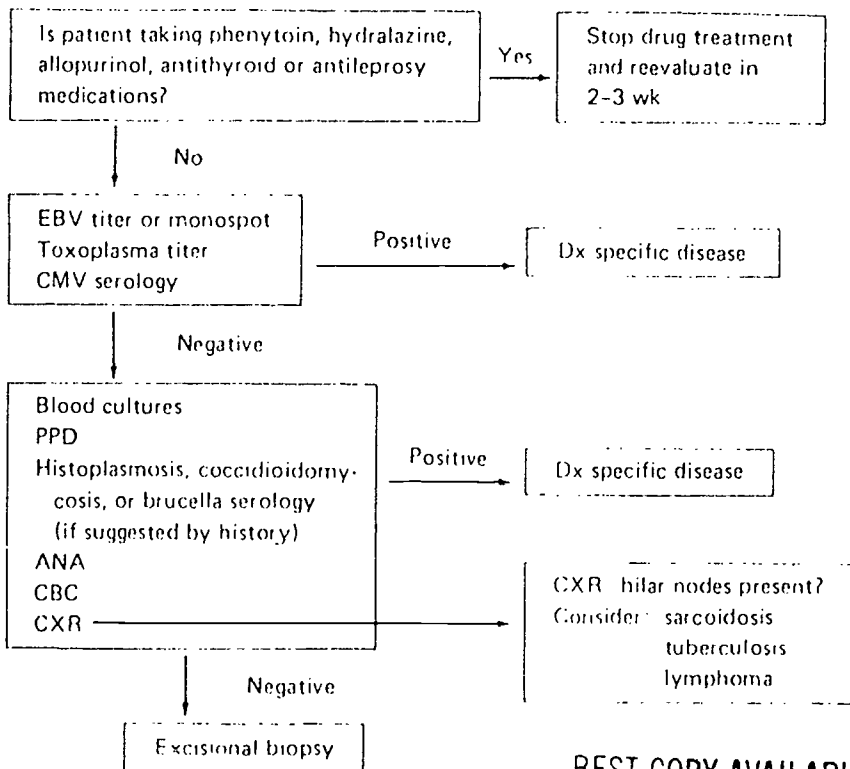 Is patient taking phenytoin, hydralazine,
allopurinol, antithyroid or antileprosy
medications?
Yes
Stop drug treatment
and reevaluate in
2-3 wk
No
EBV titer or monospot
Toxoplasma titer
CMV serology
Positive
Dx specific disease
Negative
Blood cultures
PPD
Histoplasmosis, coccidioidomy-
cosis, or brucella serology
(if suggested by history)
ANA
CBC
CXR
Positive
Dx specific disease
CXR hilar nodes present?
Consider: sarcoidosis
tuberculosis
lymphoma
Negative
Excisional biopsy
BEST COPY